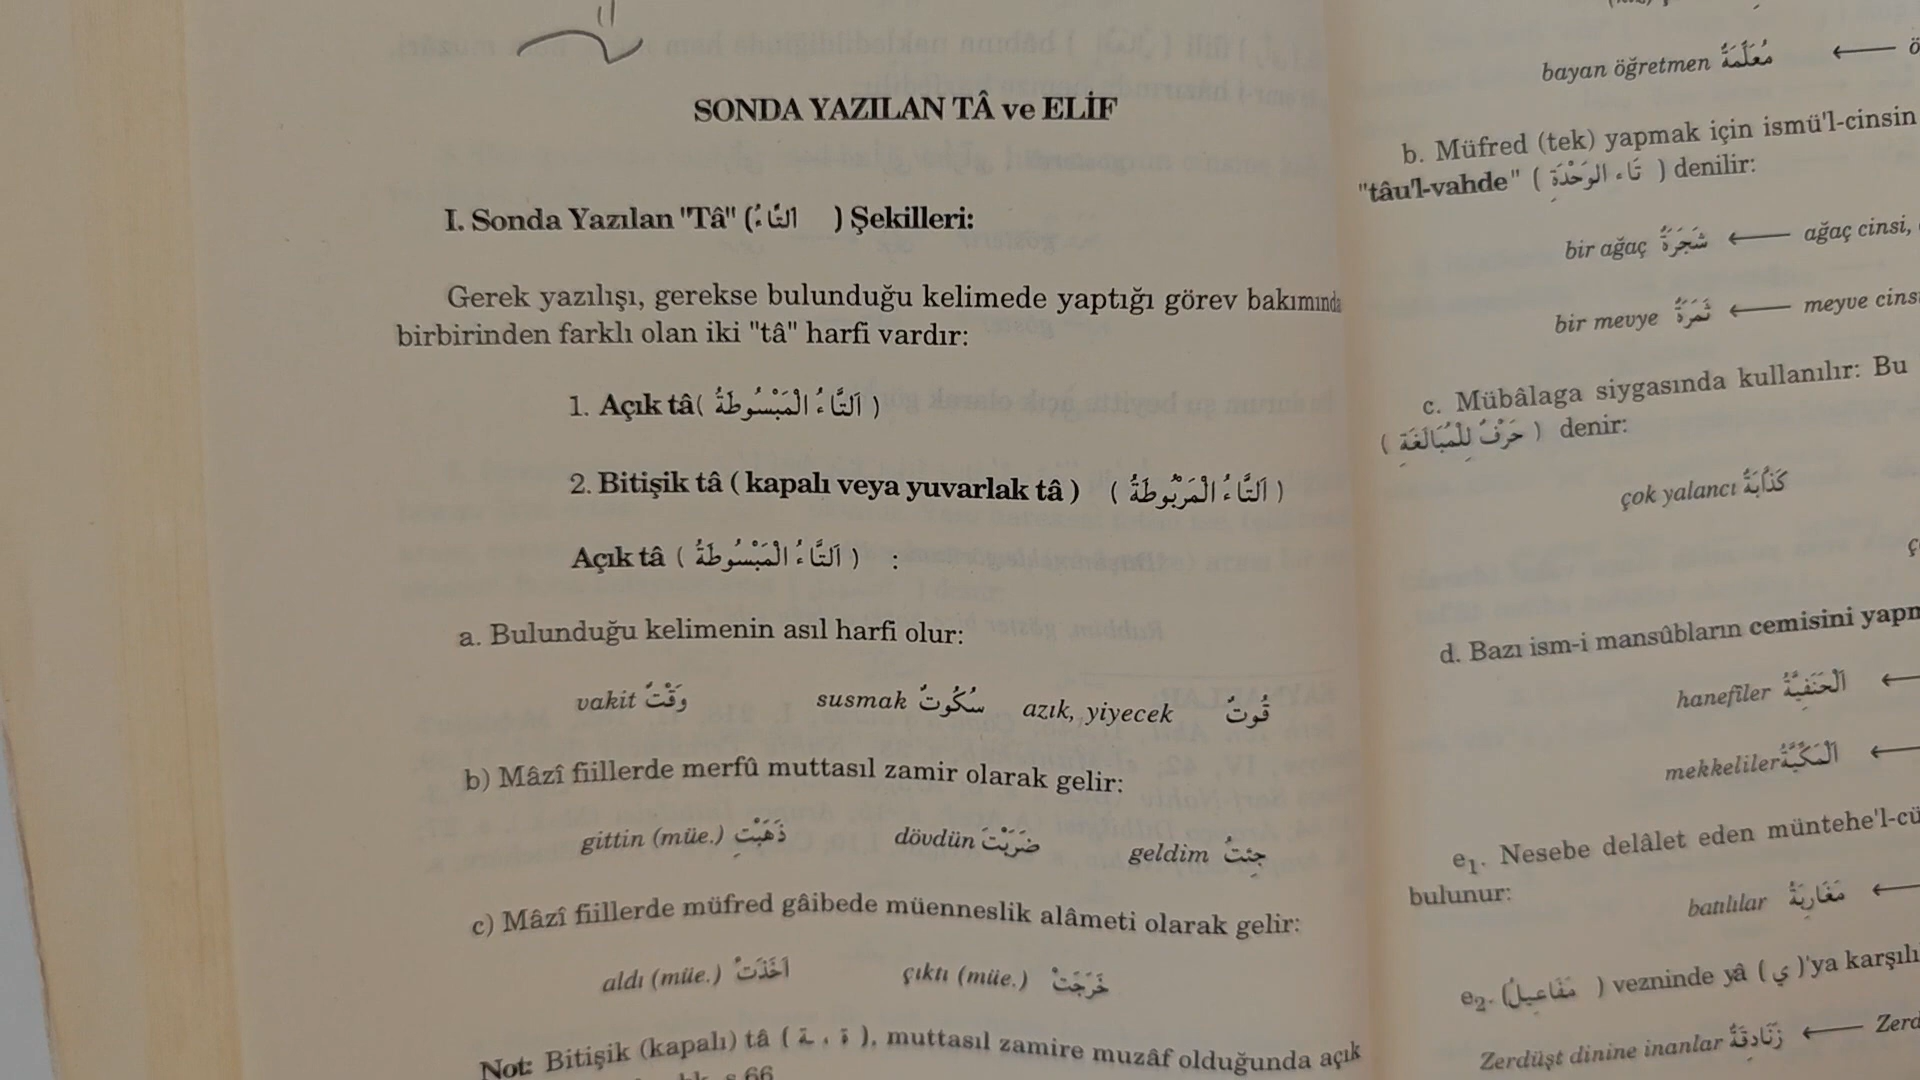 SONDA YAZILAN TÂ ve ELİF
I. Sonda Yazılan "Tâ" (اَلتَّاءُ) Şekilleri:
Gerek yazılışı, gerekse bulunduğu kelimede yaptığı görev bakımında
birbirinden farklı olan iki "tâ" harfi vardır:
1. Açık tâ( اَلتَّاءُ الْمَبْسُوطَةُ )
2. Bitişik tâ ( kapalı veya yuvarlak tâ ) ( اَلتَّاءُ الْمَرْبُوطَةُ )
Açık tâ ( اَلتَّاءُ الْمَبْسُوطَةُ ) :
a. Bulunduğu kelimenin asıl harfi olur:
vakit وَقْتٌ susmak سُكُوتٌ azık, yiyecek قُوتٌ
b) Mâzî fiillerde merfû muttasıl zamir olarak gelir:
gittin (müe.) ذَهَبْتِ dövdün ضَرَبْتَ geldim جِئْتُ
c) Mâzî fiillerde müfred gâibede müenneslik alâmeti olarak gelir:
aldı (müe.) اَخَذَتْ çıktı (müe.) خَرَجَتْ
Not: Bitişik (kapalı) tâ ( ـة ، ة ), muttasıl zamire muzâf olduğunda açık
s.66
bayan öğretmen مُعَلِّمَةٌ ←
b. Müfred (tek) yapmak için ismü'l-cinsin
"tâu'l-vahde" ( تَاء الْوَحْدَةِ ) denilir:
bir ağaç شَجَرَةٌ ← ağaç cinsi,
bir mevye ثَمَرَةٌ ← meyve cins
c. Mübâlaga siygasında kullanılır: Bu
( حَرْفٌ لِلْمُبَالَغَةِ ) denir:
çok yalancı كَذَّابَةٌ
d. Bazı ism-i mansûbların cemisini yapm
hanefîler اَلْحَنَفِيَّةُ ←
mekkeliler اَلْمَكِّيَّةُ ←
e1. Nesebe delâlet eden müntehe'l-cü
bulunur:
batılılar مَغَارِبَةٌ ←
e2. (مَفَاعِيلُ ) vezninde yâ ( ي )'ya karşılı
Zerdüşt dinine inanlar زَنَادِقَةٌ ← Zerd